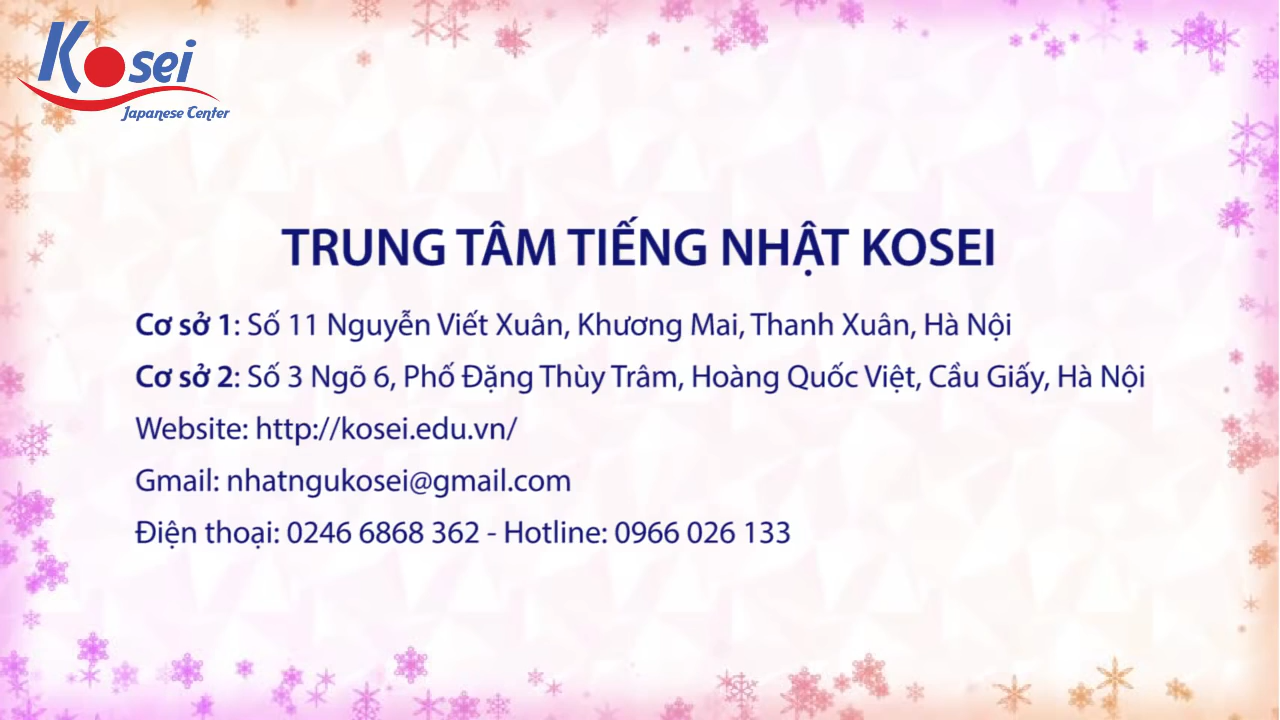 Kosei
Japanese Center
TRUNG TÂM TIẾNG NHẬT KOSEI
Cơ sở 1: Số 11 Nguyễn Viết Xuân, Khương Mai, Thanh Xuân, Hà Nội
Cơ sở 2: Số 3 Ngõ 6, Phố Đặng Thùy Trâm, Hoàng Quốc Việt, Cầu Giấy, Hà Nội
Website: http://kosei.edu.vn/
Gmail: nhatngukosei@gmail.com
Điện thoại: 0246 6868 362 - Hotline: 0966 026 133